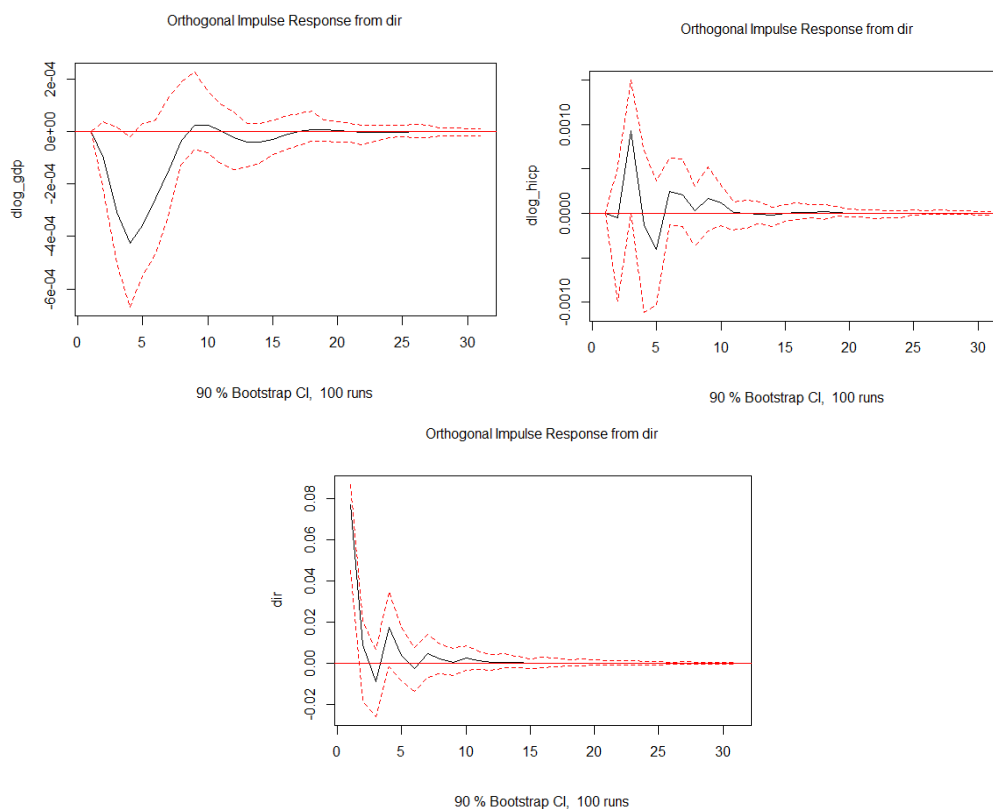 Orthogonal Impulse Response from dir
dlog_gdp
2e-04
0e+00
-2e-04
-4e-04
-6e-04
0 5 10 15 20 25 30
90 % Bootstrap CI, 100 runs
Orthogonal Impulse Response from dir
dlog_hicp
0.0010
0.0000
-0.0010
0 5 10 15 20 25 30
90 % Bootstrap CI, 100 runs
Orthogonal Impulse Response from dir
dir
0.08
0.06
0.04
0.02
0.00
-0.02
0 5 10 15 20 25 30
90 % Bootstrap CI, 100 runs